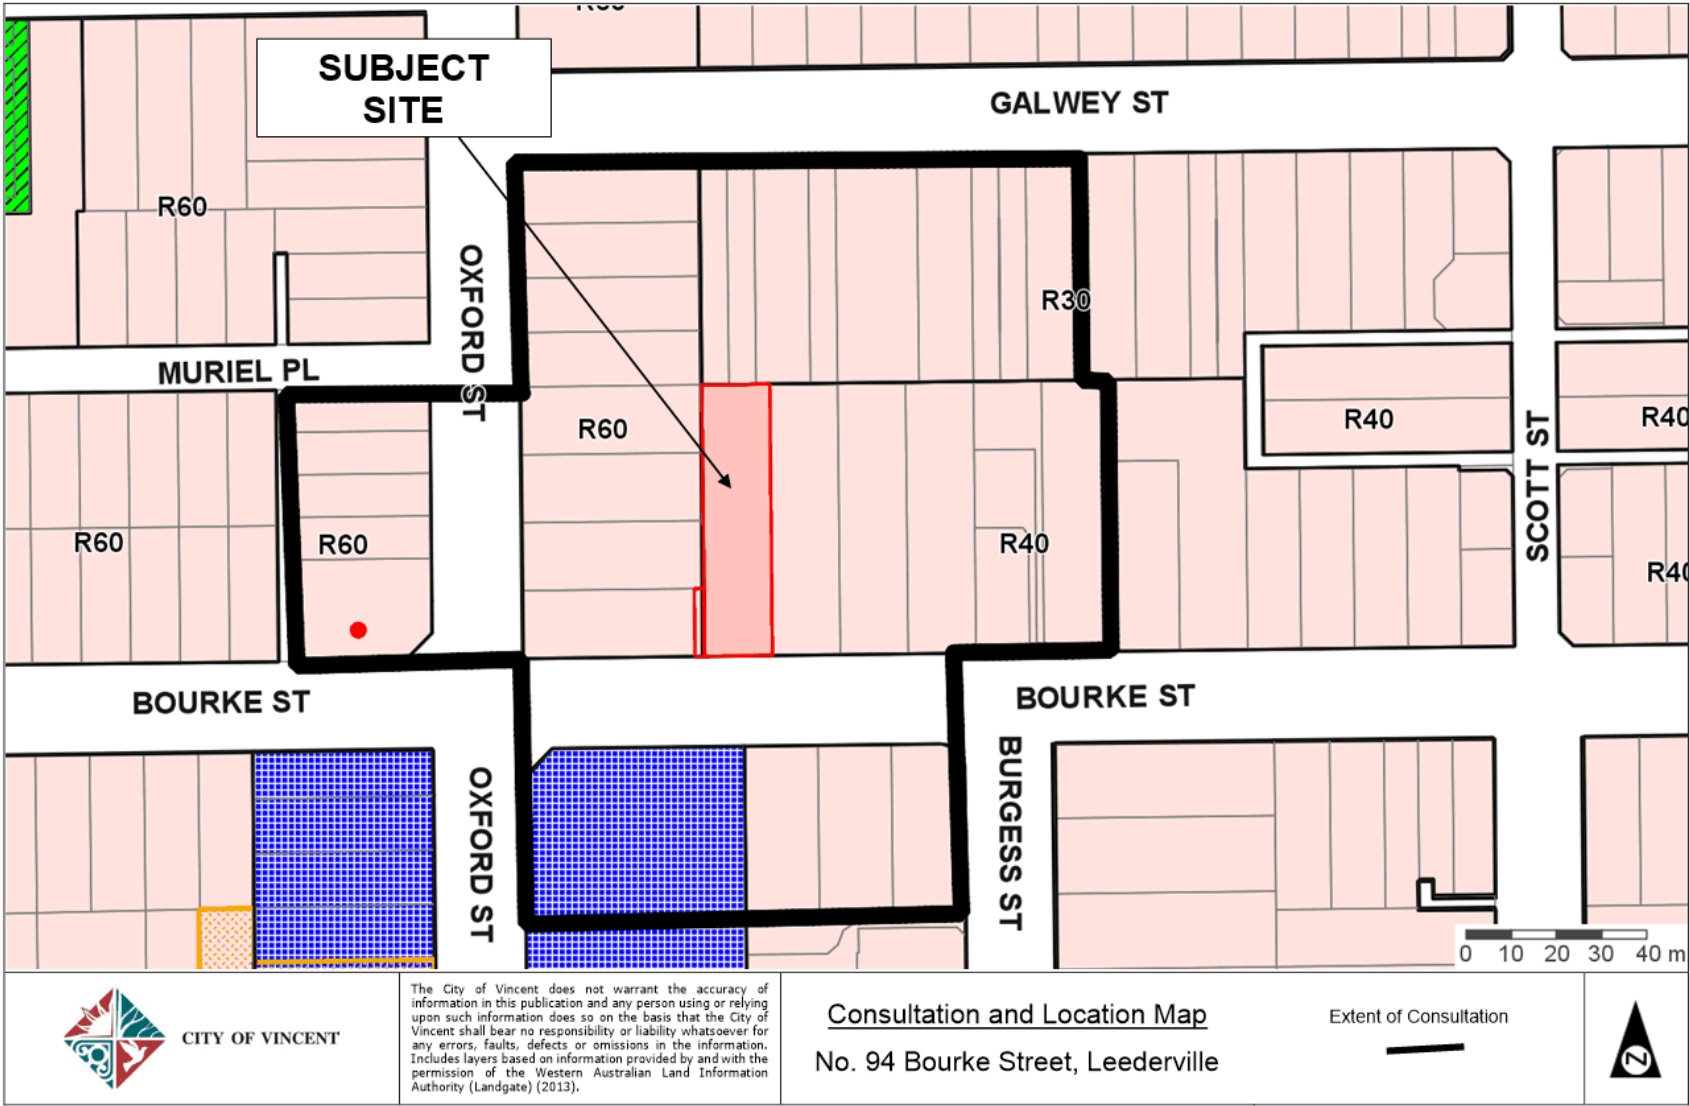 SUBJECT
SITE
GALWEY ST
R60
OXFORD ST
R30
MURIEL PL
R60
R40
R40
SCOTT ST
R60
R60
R40
R40
BOURKE ST
BOURKE ST
OXFORD ST
BURGESS ST
0 10 20 30 40 m
CITY OF VINCENT
The City of Vincent does not warrant the accuracy of
information in this publication and any person using or relying
upon such information does so on the basis that the City of
Vincent shall bear no responsibility or liability whatsoever for
any errors, faults, defects or omissions in the information.
Includes layers based on information provided by and with the
permission of the Western Australian Land Information
Authority (Landgate) (2013).
Consultation and Location Map
No. 94 Bourke Street, Leederville
Extent of Consultation
Z